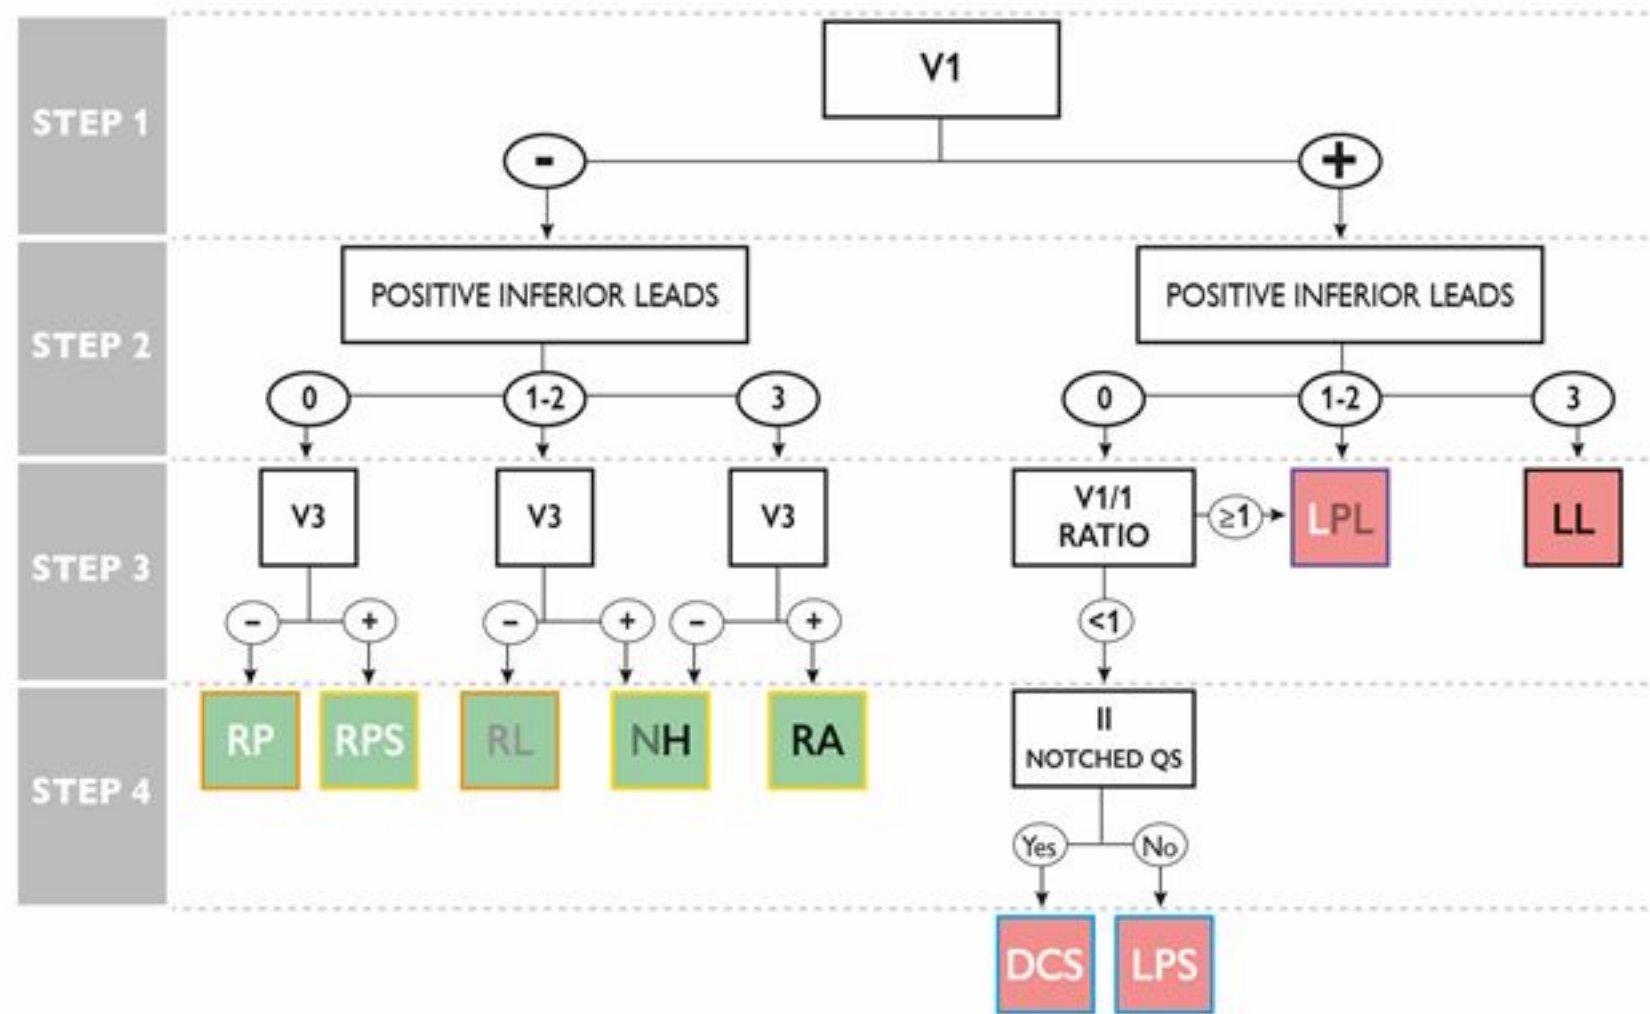 STEP 1
V1
-
+
STEP 2
POSITIVE INFERIOR LEADS
POSITIVE INFERIOR LEADS
0
1-2
3
0
1-2
3
STEP 3
V3
V3
V3
V1/1
RATIO
≥1
LPL
LL
-
+
-
+
-
+
<1
STEP 4
RP
RPS
RL
NH
RA
II
NOTCHED QS
Yes
No
DCS
LPS